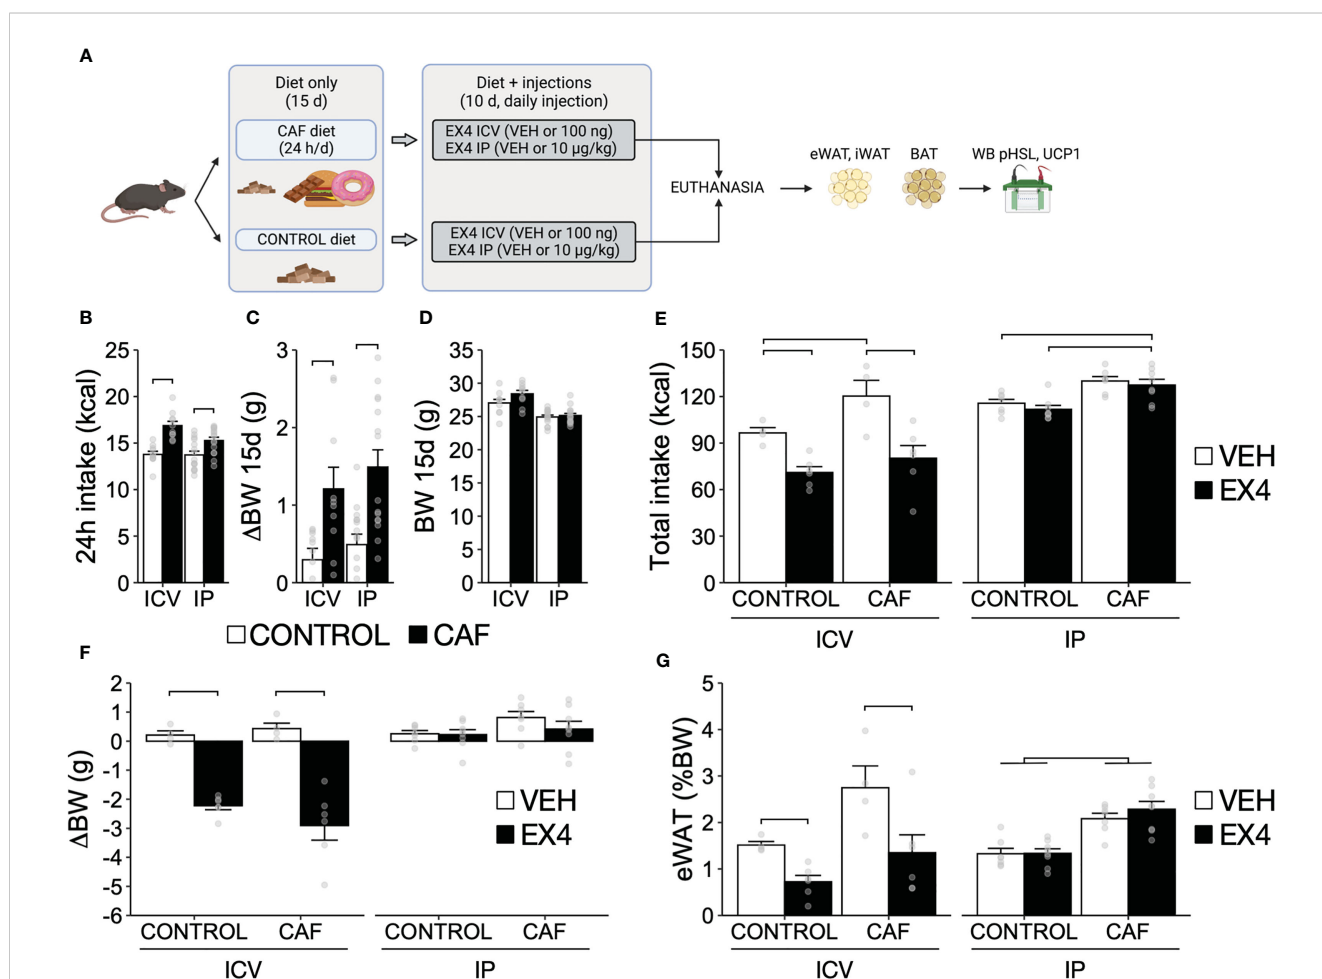 A
Diet only
(15 d)
CAF diet
(24 h/d)
CONTROL diet
Diet + injections
(10 d, daily injection)
EX4 ICV (VEH or 100 ng)
EX4 IP (VEH or 10 µg/kg)
EX4 ICV (VEH or 100 ng)
EX4 IP (VEH or 10 µg/kg)
EUTHANASIA
eWAT, iWAT
BAT
WB pHSL, UCP1
B
24h intake (kcal)
25
20
15
10
5
0
ICV IP
C
ΔBW 15d (g)
3
2
1
0
ICV IP
D
BW 15d (g)
35
30
25
20
15
10
5
0
ICV IP
CONTROL CAF
E
Total intake (kcal)
150
120
90
60
30
0
CONTROL CAF
ICV
CONTROL CAF
IP
VEH
EX4
F
ΔBW (g)
2
1
0
-1
-2
-3
-4
-5
-6
CONTROL CAF
ICV
CONTROL CAF
IP
VEH
EX4
G
eWAT (%BW)
5
4
3
2
1
0
CONTROL CAF
ICV
CONTROL CAF
IP
VEH
EX4